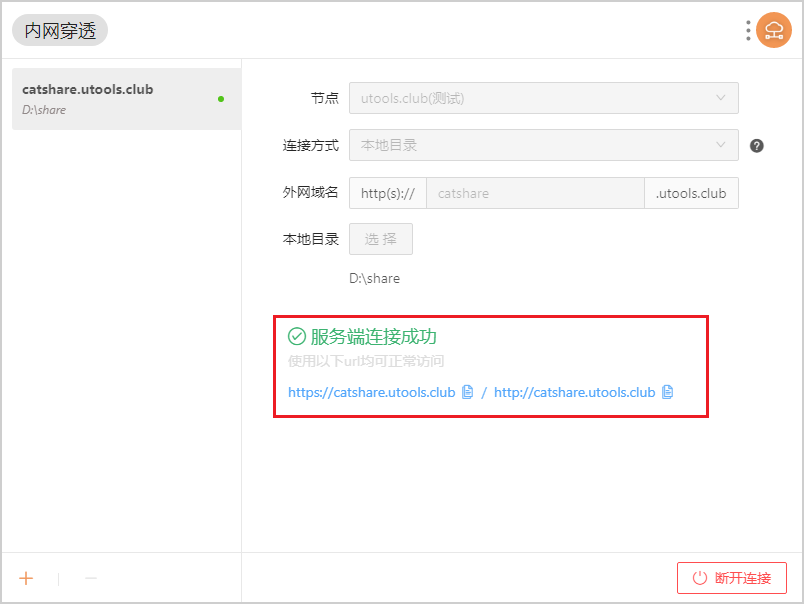 内网穿透
catshare.utools.club
D:\share
节点 utools.club(测试)
连接方式 本地目录
外网域名 http(s):// catshare .utools.club
本地目录 选 择
D:\share
服务端连接成功
使用以下url均可正常访问
https://catshare.utools.club / http://catshare.utools.club
断开连接